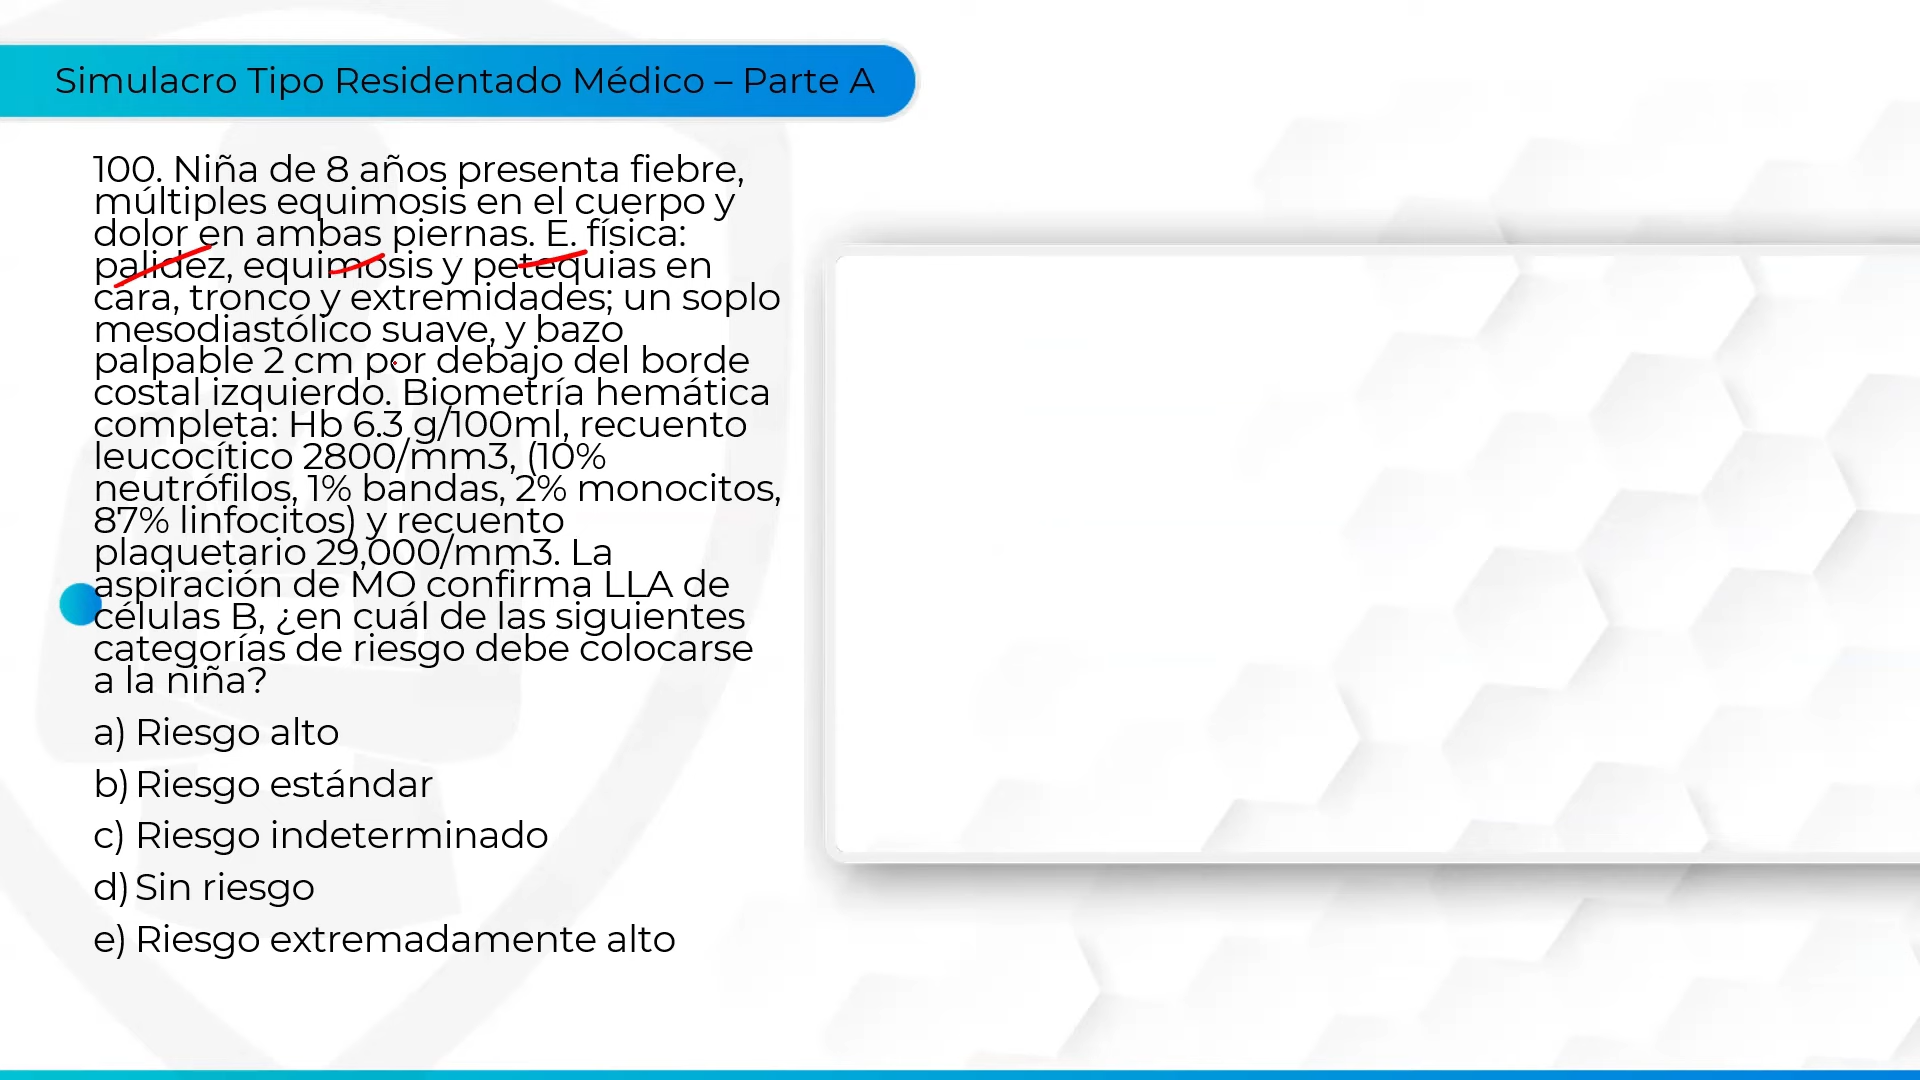 Simulacro Tipo Residentado Médico – Parte A
100. Niña de 8 años presenta fiebre,
múltiples equimosis en el cuerpo y
dolor en ambas piernas. E. física:
palidez, equimosis y petequias en
cara, tronco y extremidades; un soplo
mesodiastólico suave, y bazo
palpable 2 cm por debajo del borde
costal izquierdo. Biometría hemática
completa: Hb 6.3 g/100ml, recuento
leucocítico 2800/mm3, (10%
neutrófilos, 1% bandas, 2% monocitos,
87% linfocitos) y recuento
plaquetario 29,000/mm3. La
aspiración de MO confirma LLA de
células B, ¿en cuál de las siguientes
categorías de riesgo debe colocarse
a la niña?
a) Riesgo alto
b) Riesgo estándar
c) Riesgo indeterminado
d) Sin riesgo
e) Riesgo extremadamente alto